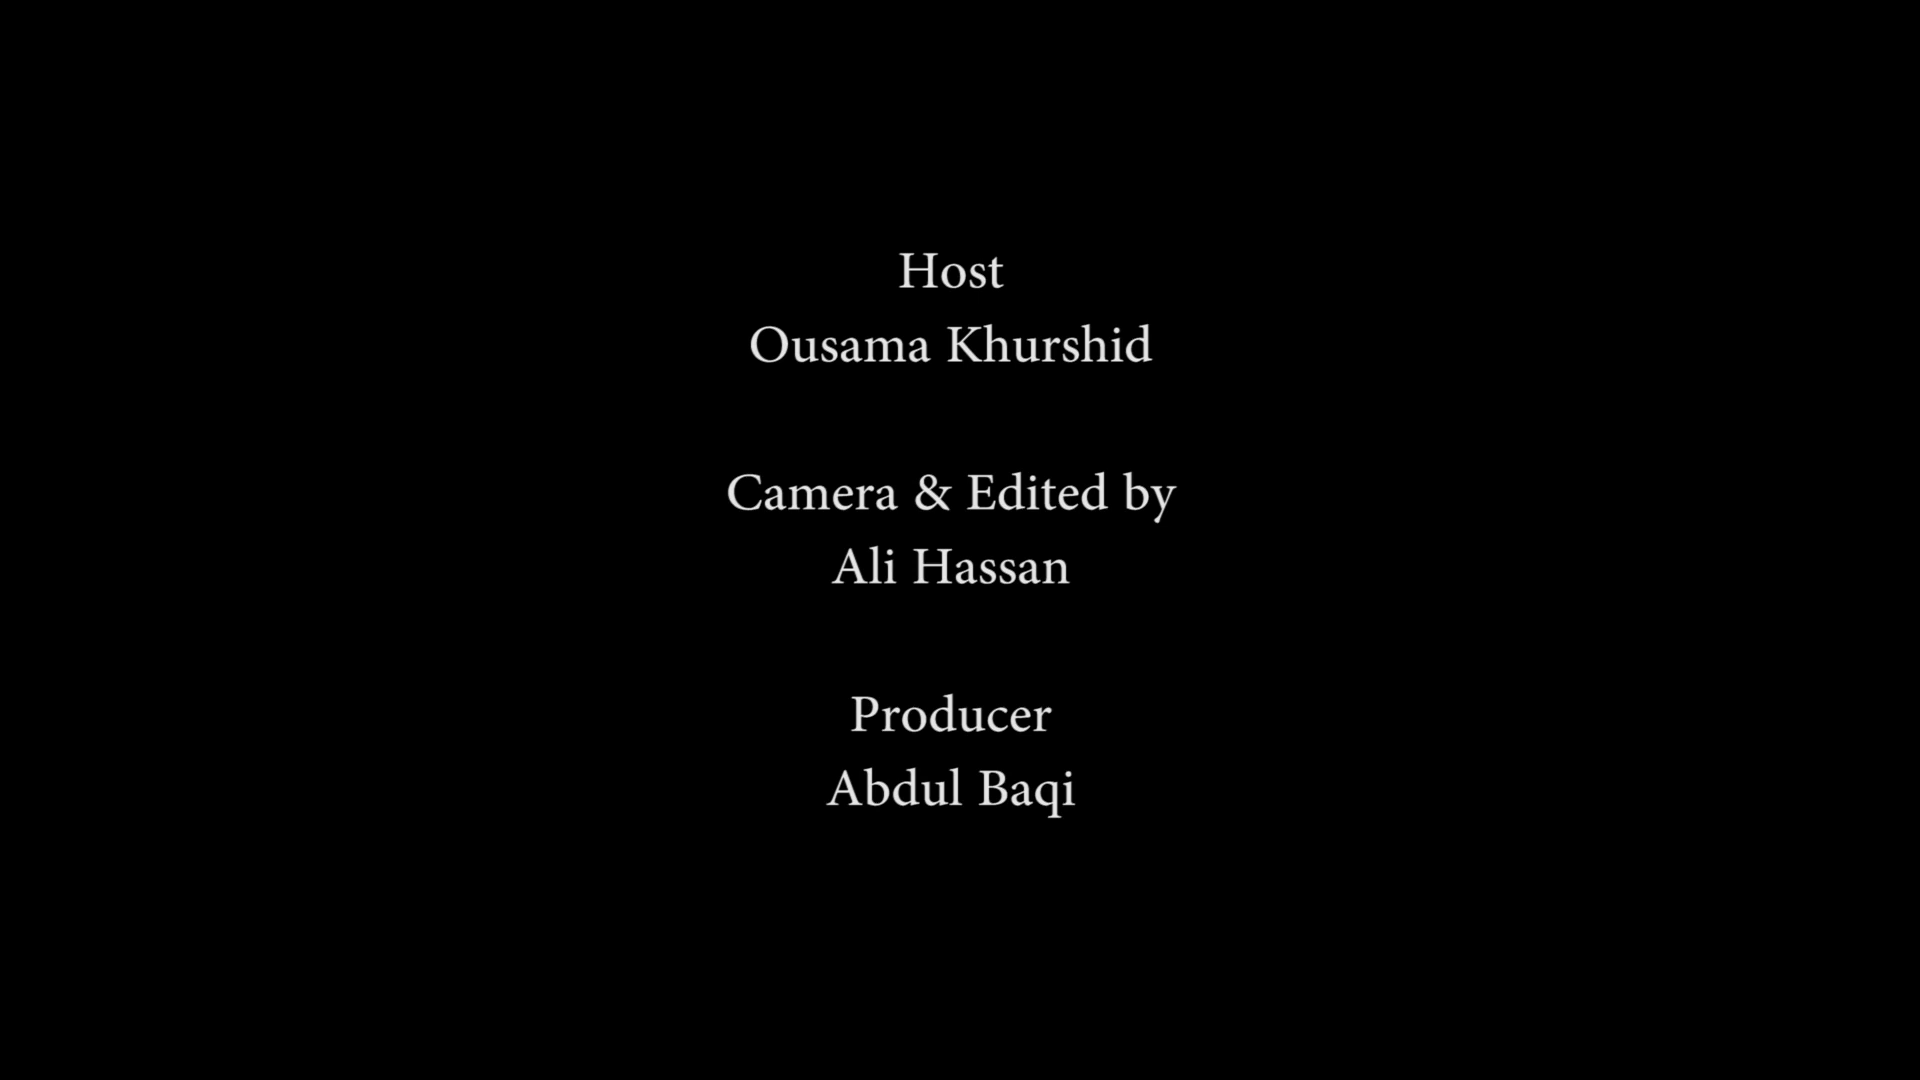 Host
Ousama Khurshid
Camera & Edited by
Ali Hassan
Producer
Abdul Baqi